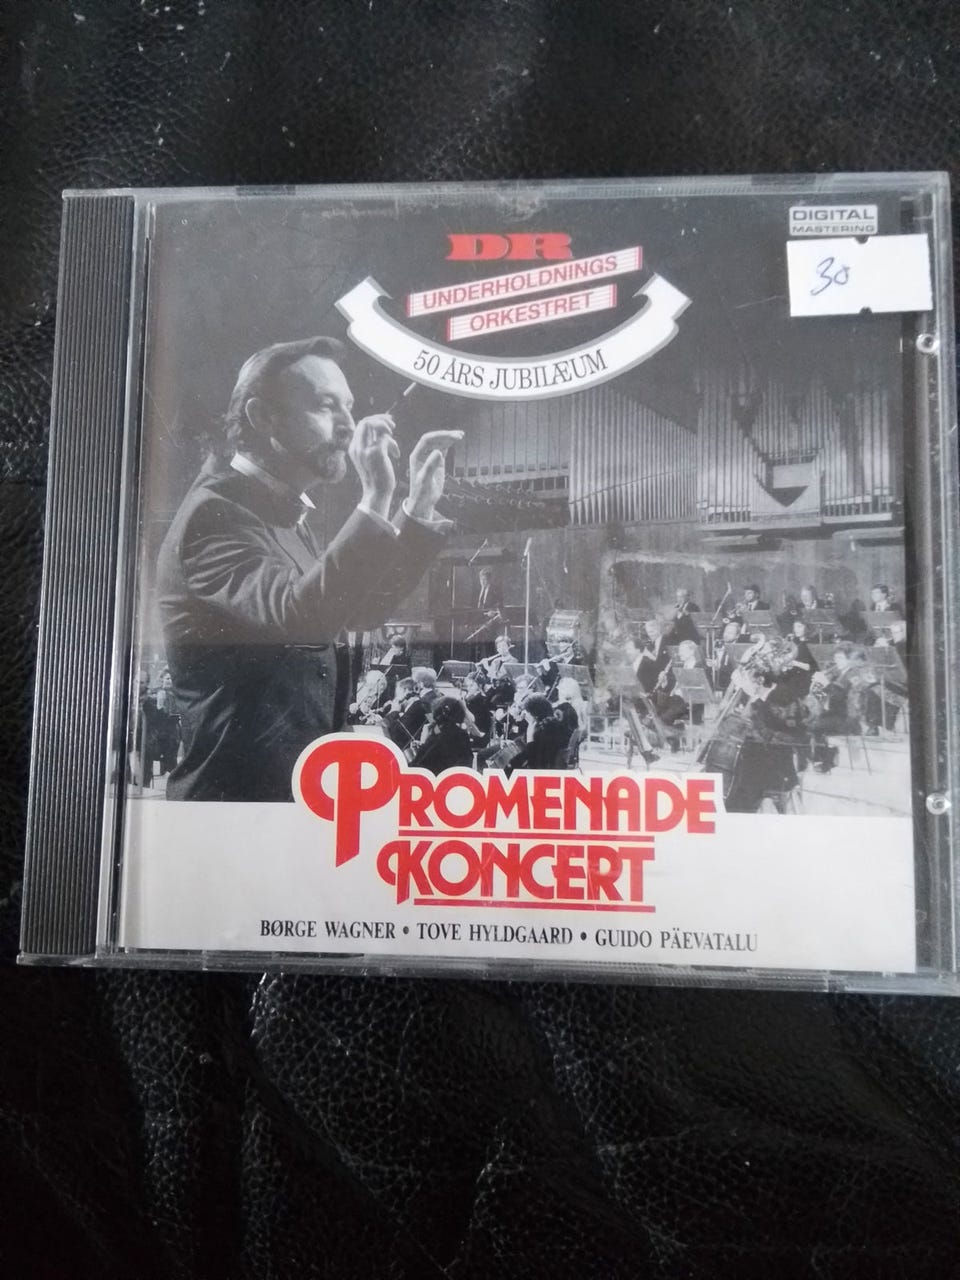 DR
UNDERHOLDNINGS
ORKESTRET
50 ÅRS JUBILÆUM
DIGITAL
MASTERING
30
PROMENADE
KONCERT
BØRGE WAGNER • TOVE HYLDGAARD • GUIDO PÄEVATALU